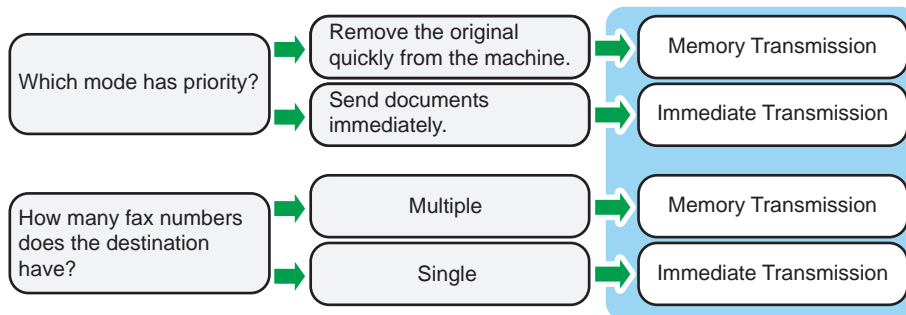 Which mode has priority?
Remove the original
quickly from the machine.
Memory Transmission
Send documents
immediately.
Immediate Transmission
How many fax numbers
does the destination
have?
Multiple
Memory Transmission
Single
Immediate Transmission